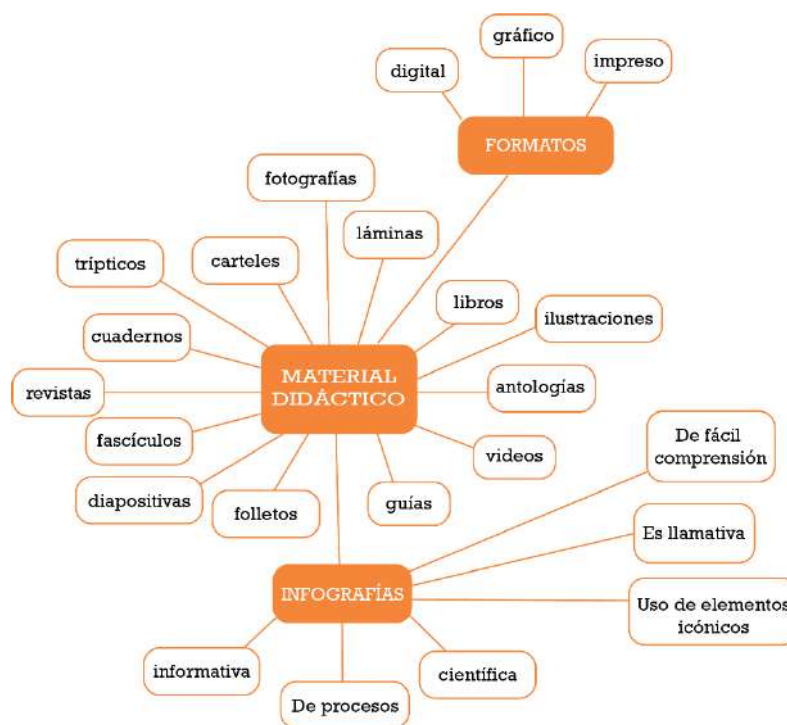 gráfico
digital
impreso
FORMATOS
fotografías
láminas
carteles
trípticos
libros
ilustraciones
cuadernos
MATERIAL
DIDÁCTICO
revistas
antologías
fascículos
videos
De fácil
comprensión
diapositivas
folletos
guías
Es llamativa
INFOGRAFÍAS
Uso de elementos
icónicos
informativa
científica
De procesos